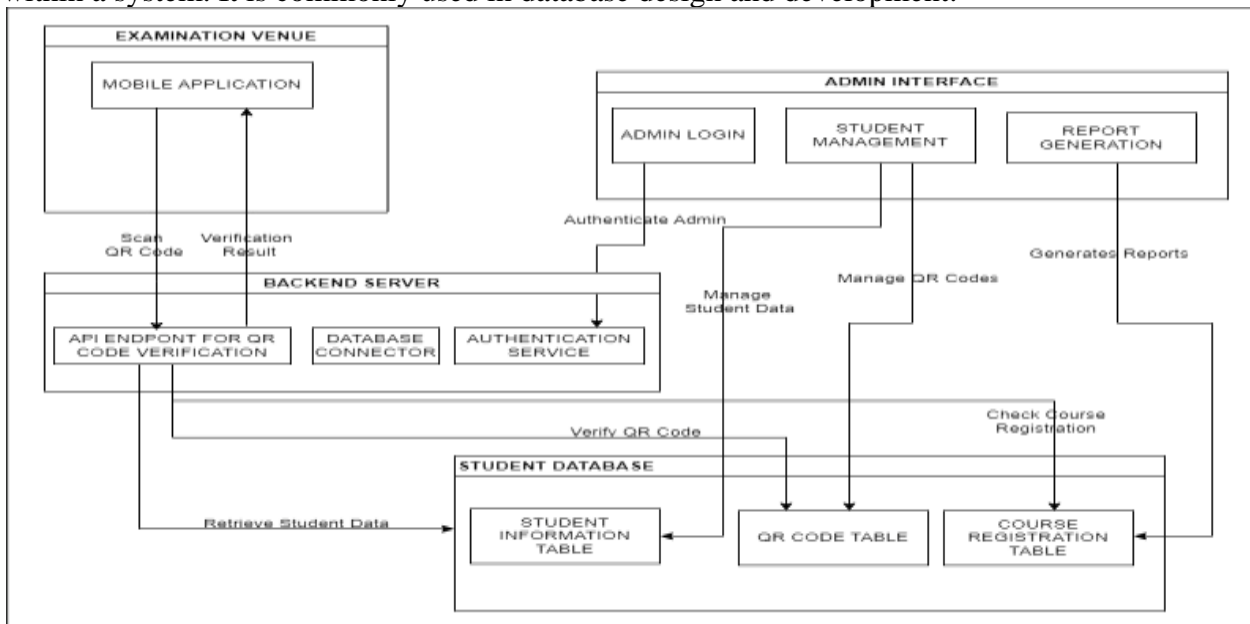 within a system. It is commonly used in database design and development.
EXAMINATION VENUE
MOBILE APPLICATION
ADMIN INTERFACE
ADMIN LOGIN
STUDENT
MANAGEMENT
REPORT
GENERATION
Authenticate Admin
Scan
QR Code
Verification
Result
Generates Reports
Manage QR Codes
Manage
Student Data
BACKEND SERVER
API ENDPONT FOR QR
CODE VERIFICATION
DATABASE
CONNECTOR
AUTHENTICATION
SERVICE
Check Course
Registration
Verify QR Code
STUDENT DATABASE
Retrieve Student Data
STUDENT
INFORMATION
TABLE
QR CODE TABLE
COURSE
REGISTRATION
TABLE